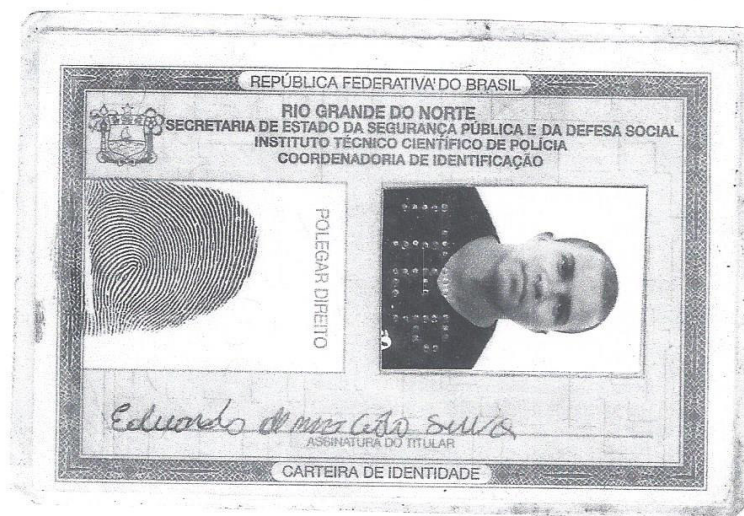 REPÚBLICA FEDERATIVA DO BRASIL
RIO GRANDE DO NORTE
SECRETARIA DE ESTADO DA SEGURANÇA PÚBLICA E DA DEFESA SOCIAL
INSTITUTO TÉCNICO CIENTÍFICO DE POLÍCIA
COORDENADORIA DE IDENTIFICAÇÃO
POLEGAR DIREITO
Eduardo Silva
ASSINATURA DO TITULAR
CARTEIRA DE IDENTIDADE